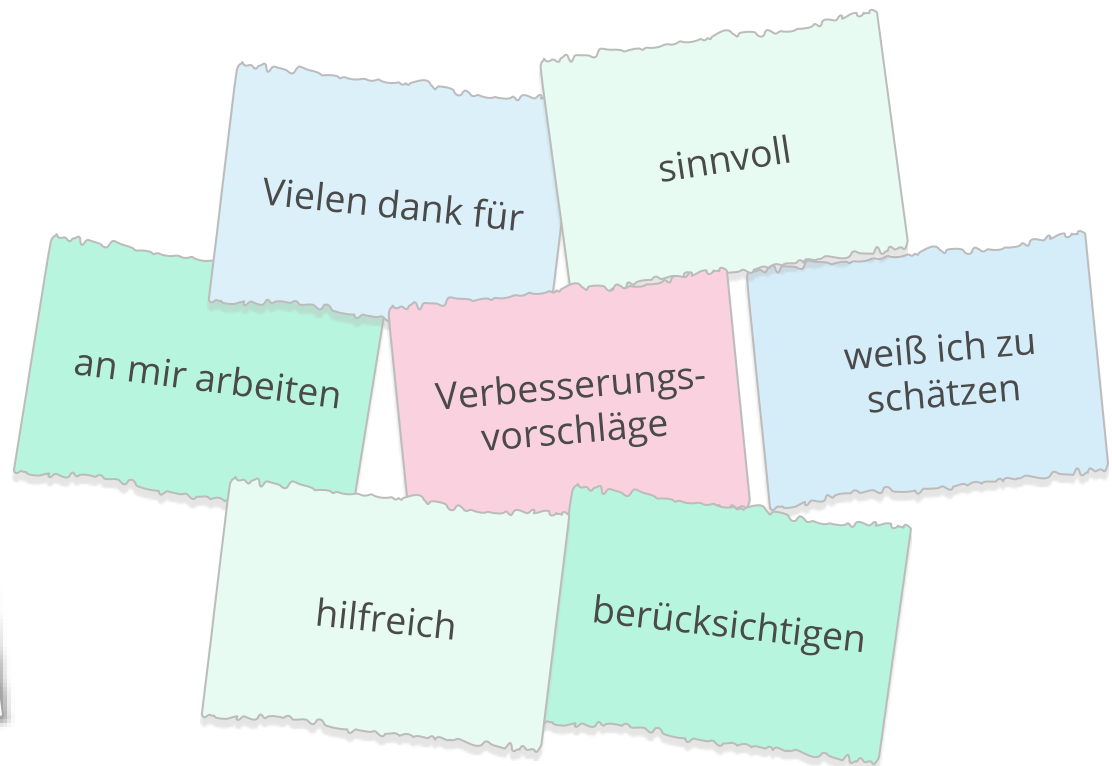 Vielen dank für
sinnvoll
an mir arbeiten
Verbesserungs-
vorschläge
weiß ich zu
schätzen
hilfreich
berücksichtigen